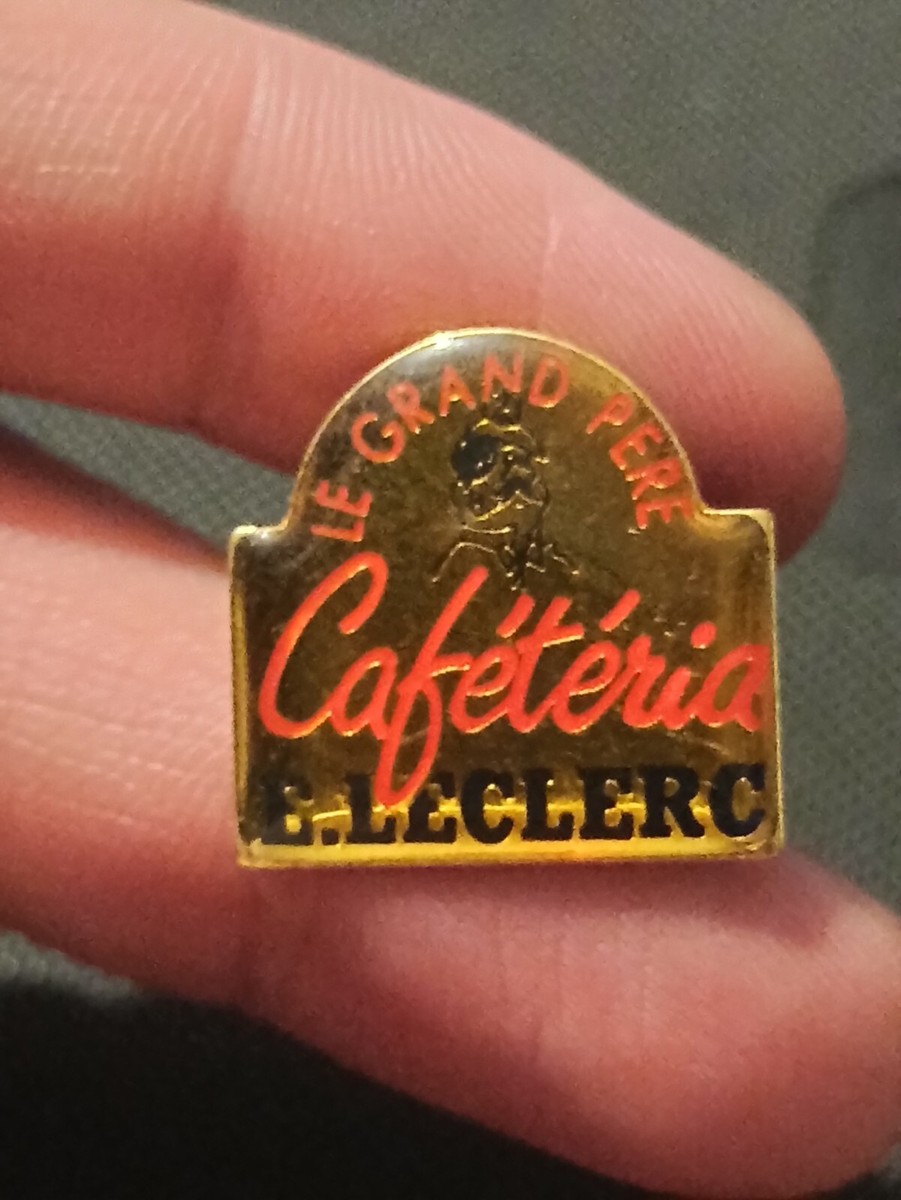 LE GRAND PERE
Cafétéria
E.LECLERC